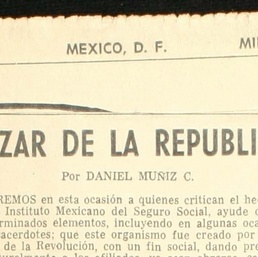 MEXICO, D. F.
ZAR DE LA REPUBLI
Por DANIEL MUÑIZ C.
REMOS en esta ocasión a quienes critican el he
Instituto Mexicano del Seguro Social, ayude
rminados elementos, incluyendo en algunas oca
acerdotes; que este organismo fue creado por
de la Revolución, con un fin social, dando pre